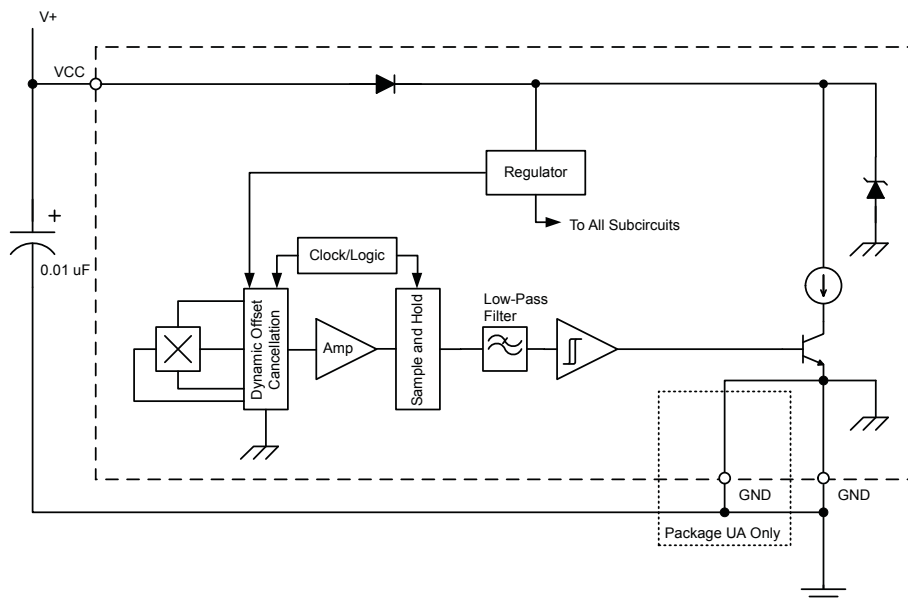 V+
VCC
Regulator
To All Subcircuits
Clock/Logic
+
0.01 uF
Dynamic Offset
Cancellation
Amp
Sample and Hold
Low-Pass
Filter
GND
GND
Package UA Only